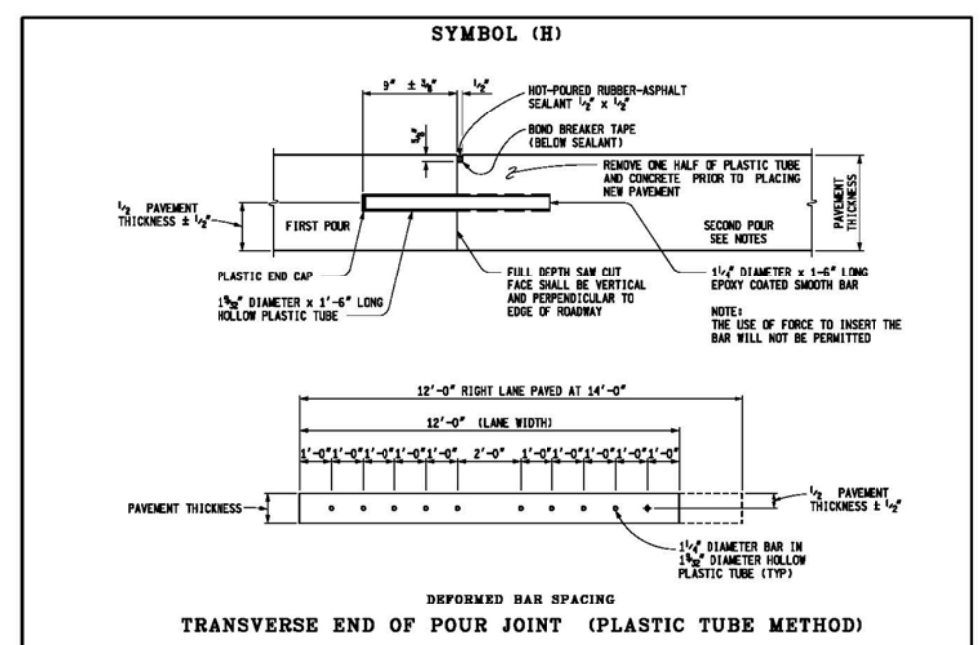 SYMBOL (H)
9" ± 3/8"
1/2"
HOT-POURED RUBBER-ASPHALT
SEALANT 1/2" x 1/2"
BOND BREAKER TAPE
(BELOW SEALANT)
REMOVE ONE HALF OF PLASTIC TUBE
AND CONCRETE PRIOR TO PLACING
NEW PAVEMENT
PAVEMENT
THICKNESS
1/2 PAVEMENT
THICKNESS ± 1/2"
FIRST POUR
SECOND POUR
SEE NOTES
PLASTIC END CAP
DIAMETER x 1'-6" LONG
HOLLOW PLASTIC TUBE
FULL DEPTH SAW CUT
FACE SHALL BE VERTICAL
AND PERPENDICULAR TO
EDGE OF ROADWAY
1 1/4" DIAMETER x 1-6" LONG
EPOXY COATED SMOOTH BAR
NOTE:
THE USE OF FORCE TO INSERT THE
BAR WILL NOT BE PERMITTED
12'-0" RIGHT LANE PAVED AT 14'-0"
12'-0" (LANE WIDTH)
1'-0" 1'-0" 1'-0" 1'-0" 1'-0" 2'-0" 1'-0" 1'-0" 1'-0" 1'-0" 1'-0"
PAVEMENT THICKNESS
1/2 PAVEMENT
THICKNESS ± 1/2"
1 1/4" DIAMETER BAR IN
DIAMETER HOLLOW
PLASTIC TUBE (TYP)
DEFORMED BAR SPACING
TRANSVERSE END OF POUR JOINT (PLASTIC TUBE METHOD)